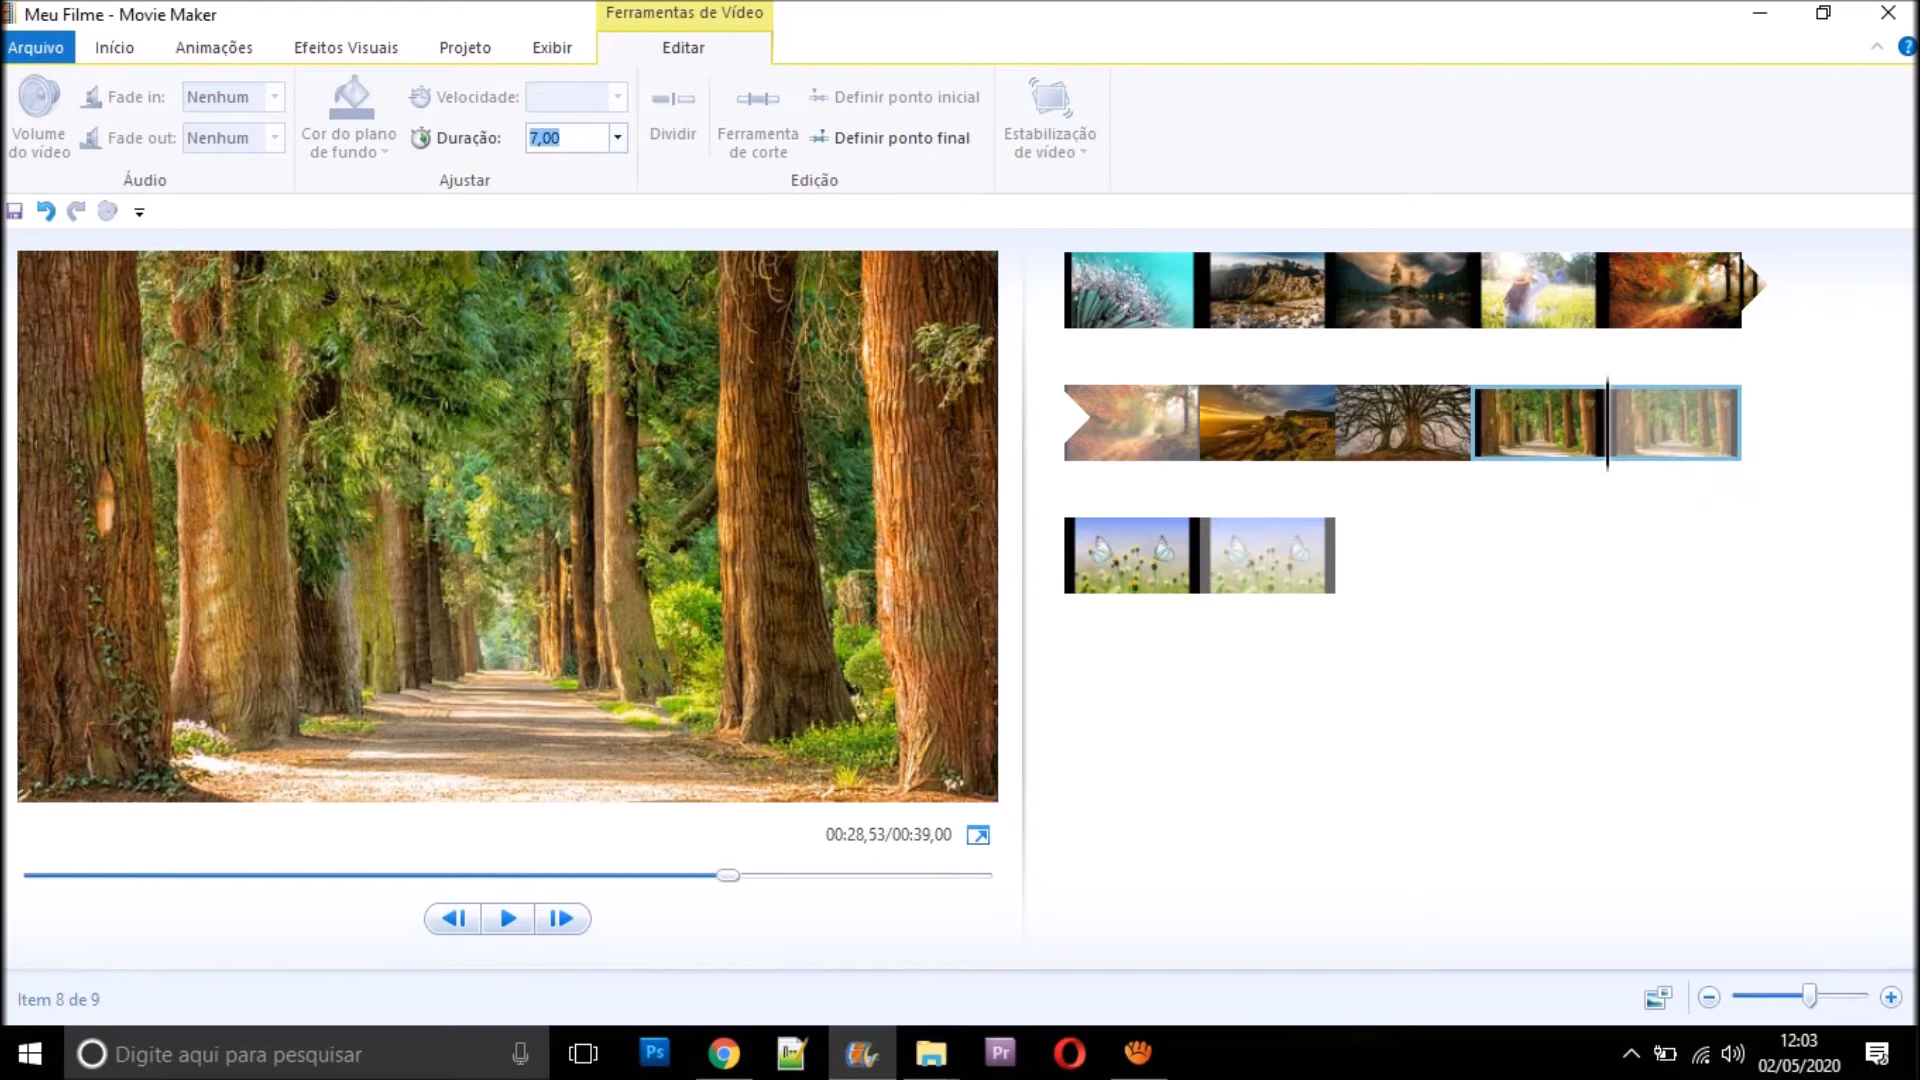 Meu Filme - Movie Maker
Ferramentas de Vídeo
Arquivo
Início
Animações
Efeitos Visuais
Projeto
Exibir
Editar
Volume
do vídeo
Fade in:
Nenhum
Fade out:
Nenhum
Áudio
Cor do plano
de fundo
Velocidade:
Duração:
7,00
Ajustar
Dividir
Ferramenta
de corte
Definir ponto inicial
Definir ponto final
Edição
Estabilização
de vídeo
00:28,53/00:39,00
Item 8 de 9
Digite aqui para pesquisar
Ps
Pr
12:03
02/05/2020